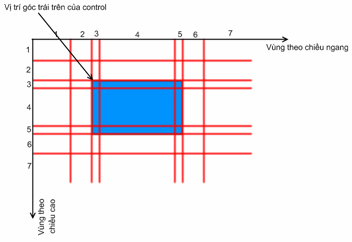 Vị trí góc trái trên của control
1 2 3 4 5 6 7
Vùng theo chiều ngang
1
2
3
4
5
6
7
Vùng theo
chiều cao